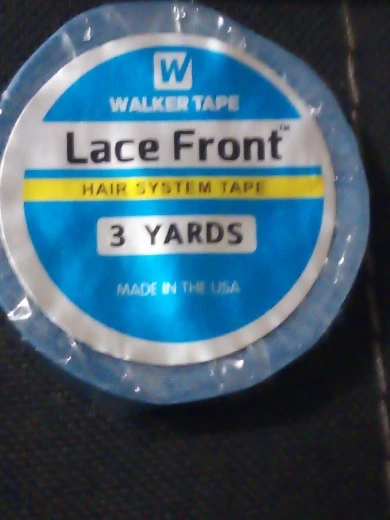 W
WALKER TAPE
Lace Front™
HAIR SYSTEM TAPE
3 YARDS
MADE IN THE USA